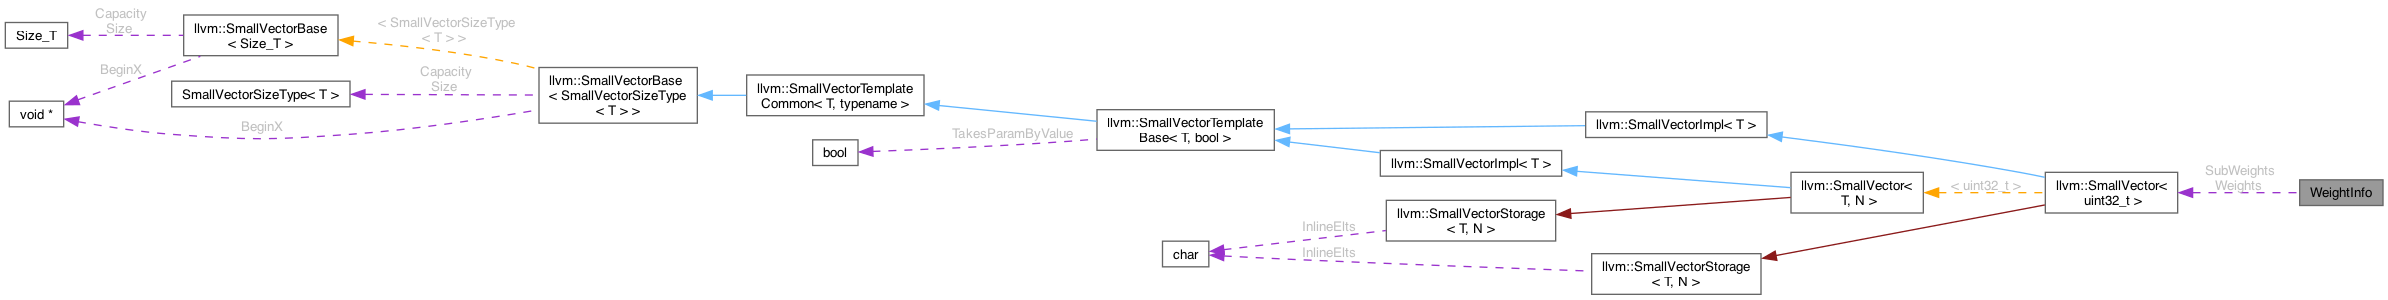 Size_T
Capacity
Size
llvm::SmallVectorBase
< Size_T >
BeginX
void *
SmallVectorSizeType< T >
< SmallVectorSizeType
< T > >
Capacity
Size
BeginX
llvm::SmallVectorBase
< SmallVectorSizeType
< T > >
llvm::SmallVectorTemplate
Common< T, typename >
bool
TakesParamByValue
llvm::SmallVectorTemplate
Base< T, bool >
llvm::SmallVectorImpl< T >
llvm::SmallVectorImpl< T >
char
InlineElts
InlineElts
llvm::SmallVectorStorage
< T, N >
llvm::SmallVectorStorage
< T, N >
llvm::SmallVector<
T, N >
< uint32_t >
llvm::SmallVector<
uint32_t >
SubWeights
Weights
WeightInfo